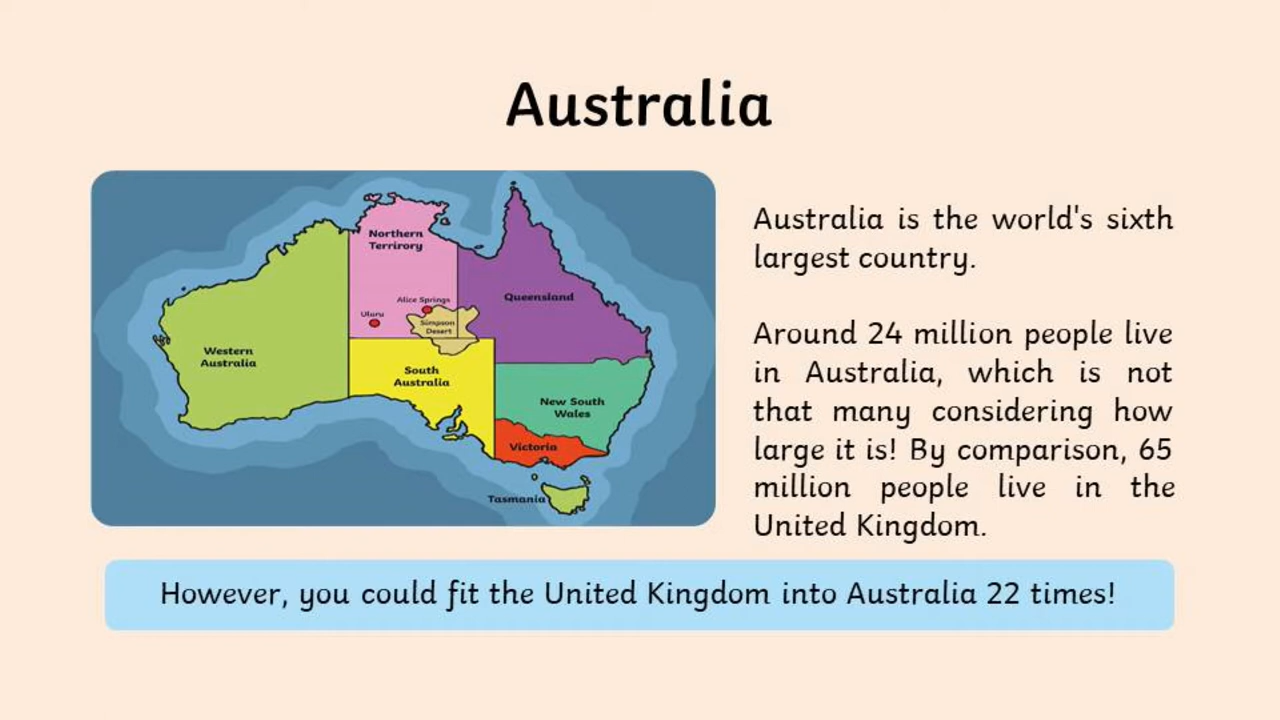 Australia
Northern
Terrirory
Alice Springs
Uluru
Simpson
Desert
Queensland
Western
Australia
South
Australia
New South
Wales
Victoria
Tasmania
Australia is the world's sixth
largest country.
Around 24 million people live
in Australia, which is not
that many considering how
large it is! By comparison, 65
million people live in the
United Kingdom.
However, you could fit the United Kingdom into Australia 22 times!